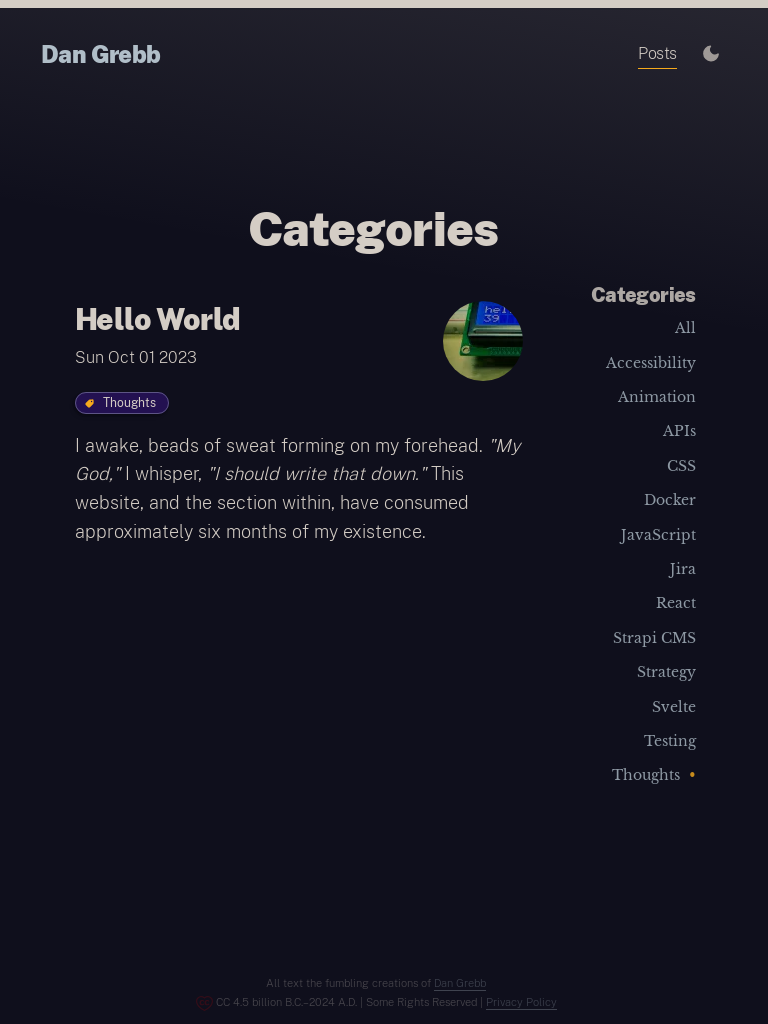 Dan Grebb
Posts
Categories
Hello World
Sun Oct 01 2023
Thoughts
I awake, beads of sweat forming on my forehead. "My
God," I whisper, "I should write that down." This
website, and the section within, have consumed
approximately six months of my existence.
Categories
All
Accessibility
Animation
APIs
CSS
Docker
JavaScript
Jira
React
Strapi CMS
Strategy
Svelte
Testing
Thoughts •
All text the fumbling creations of Dan Grebb
CC 4.5 billion B.C.–2024 A.D. | Some Rights Reserved | Privacy Policy